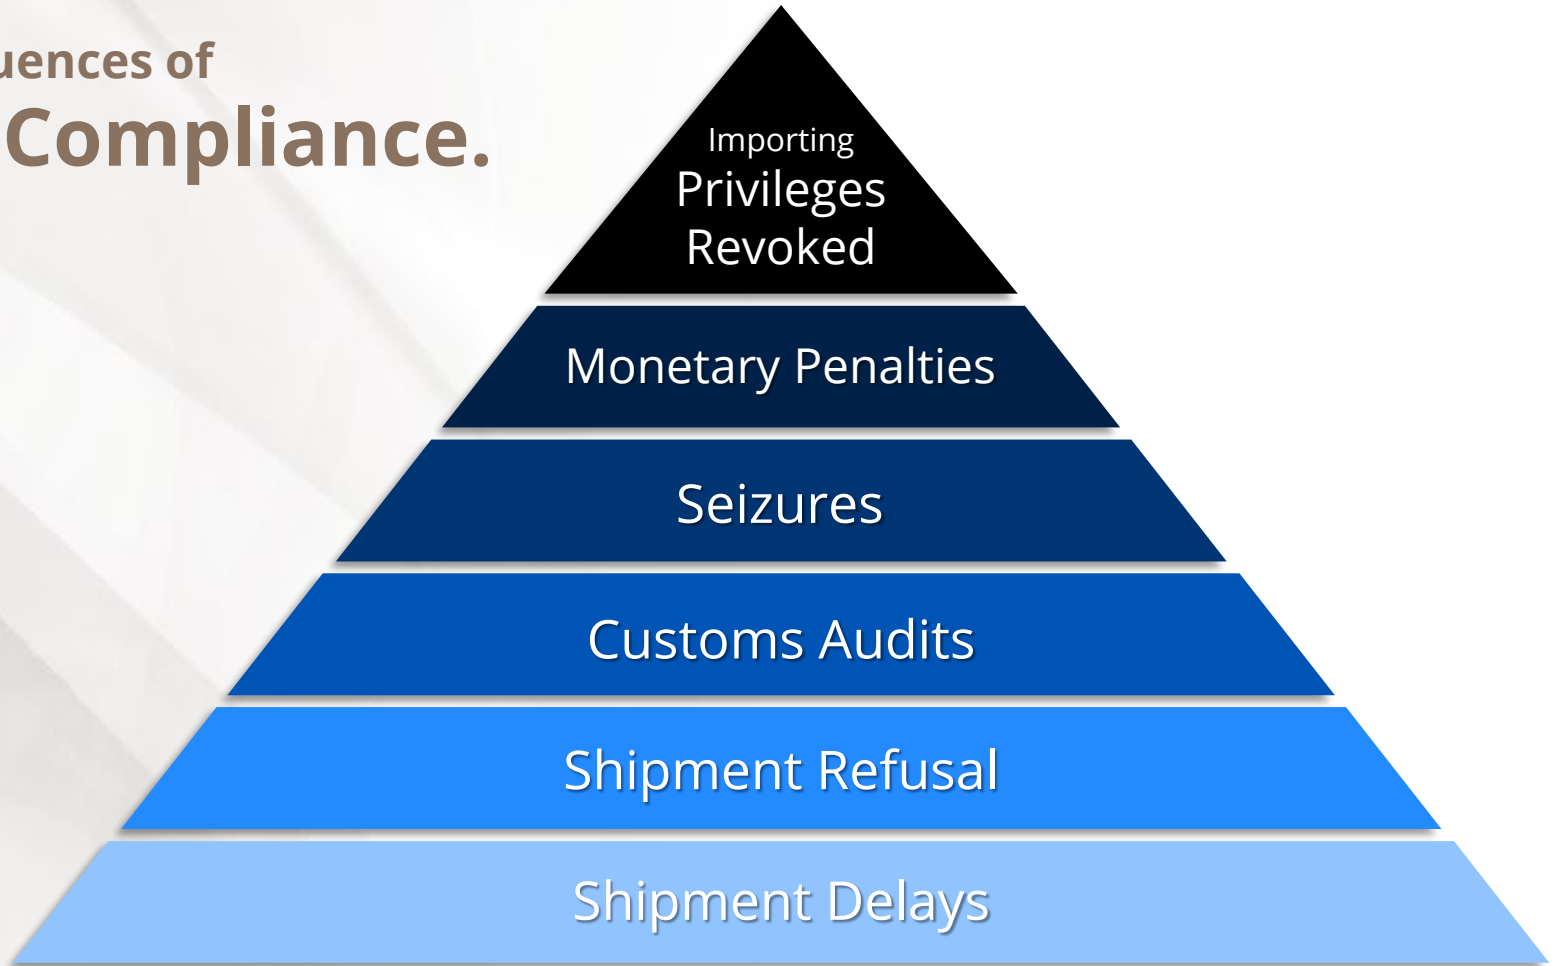 uences of
Compliance.
Importing
Privileges
Revoked
Monetary Penalties
Seizures
Customs Audits
Shipment Refusal
Shipment Delays